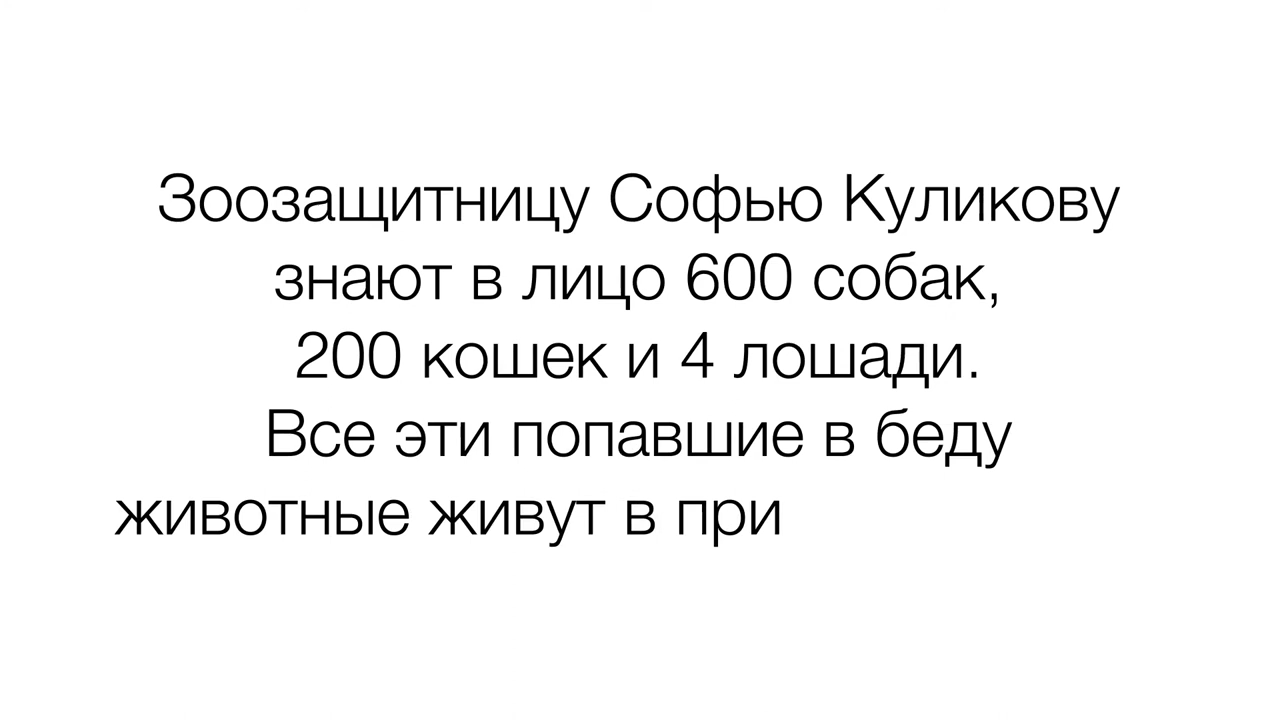 Зоозащитницу Софью Куликову
знают в лицо 600 собак,
200 кошек и 4 лошади.
Все эти попавшие в беду
животные живут в при